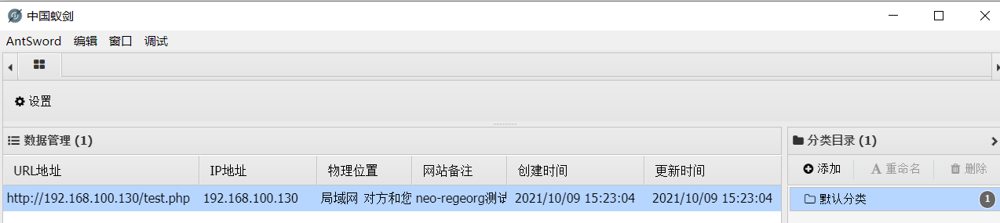 中国蚁剑
AntSword 编辑 窗口 调试
设置
数据管理 (1)
分类目录 (1)
URL地址 IP地址 物理位置 网站备注 创建时间 更新时间
添加 重命名 删除
http://192.168.100.130/test.php 192.168.100.130 局域网 对方和您 neo-regeorg测试 2021/10/09 15:23:04 2021/10/09 15:23:04
默认分类 1